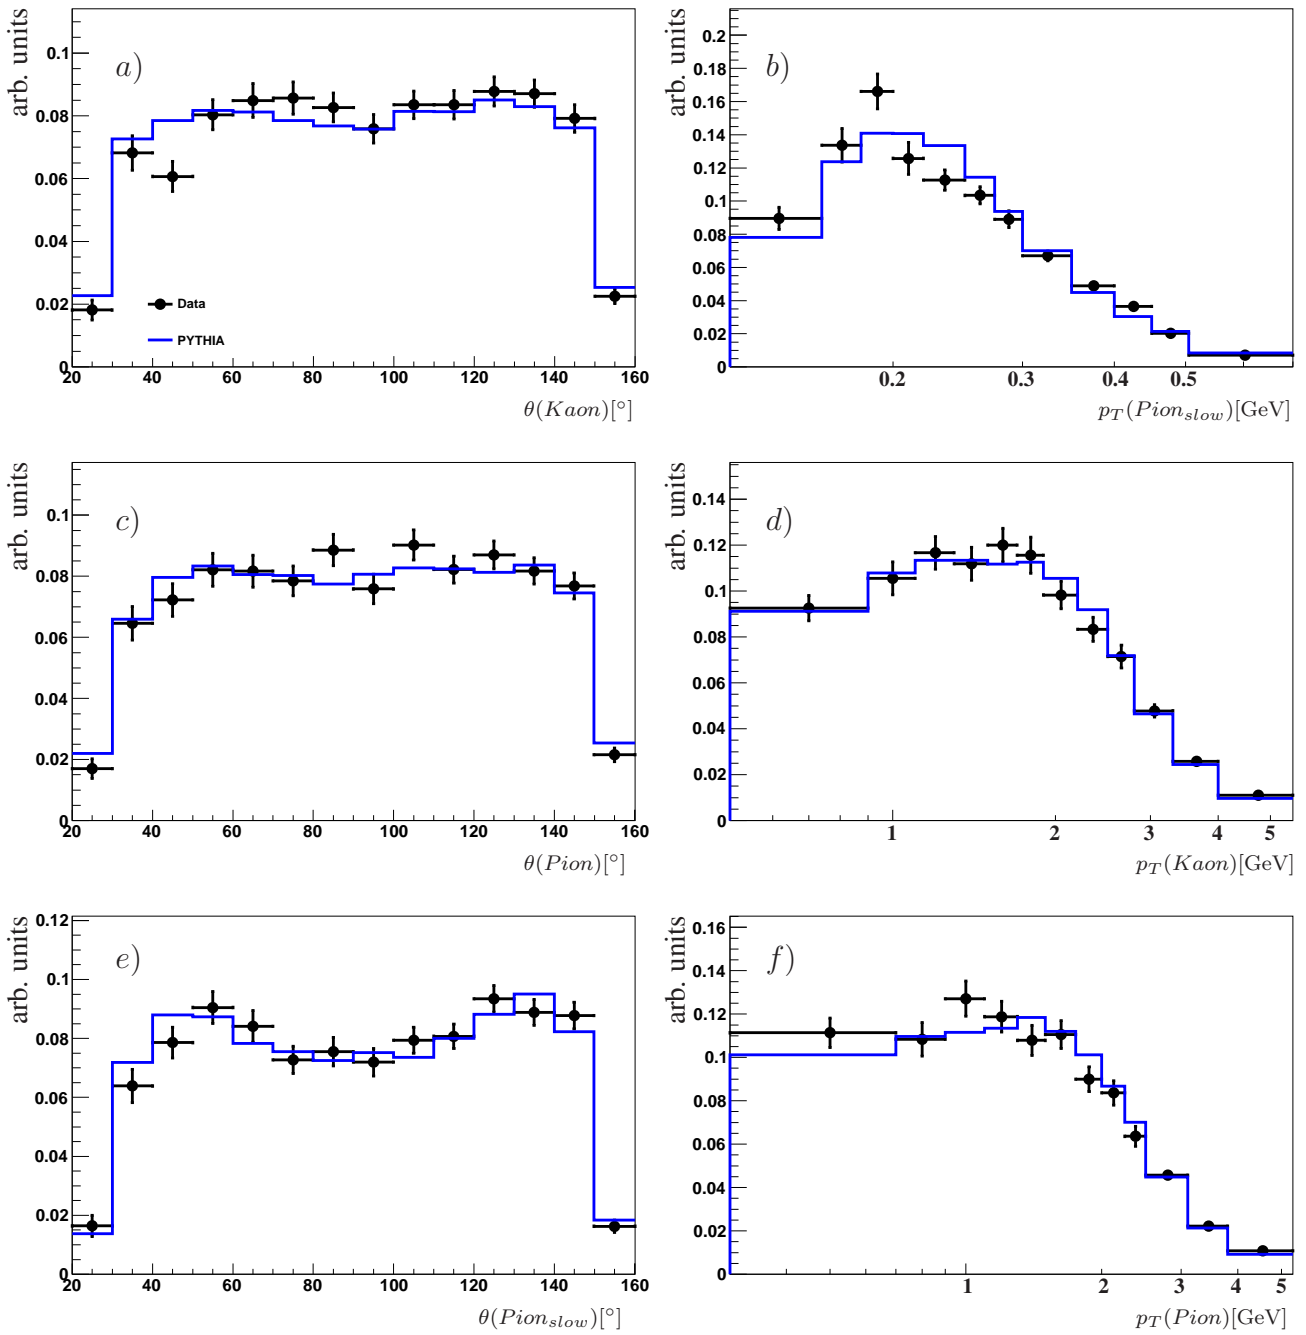 arb. units
a)
0.1
0.08
0.06
0.04
0.02
0
Data
PYTHIA
20 40 60 80 100 120 140 160
θ(Kaon)[°]
arb. units
b)
0.2
0.18
0.16
0.14
0.12
0.1
0.08
0.06
0.04
0.02
0
0.2 0.3 0.4 0.5
p_T(Pion_slow)[GeV]
arb. units
c)
0.1
0.08
0.06
0.04
0.02
0
20 40 60 80 100 120 140 160
θ(Pion)[°]
arb. units
d)
0.14
0.12
0.1
0.08
0.06
0.04
0.02
0
1 2 3 4 5
p_T(Kaon)[GeV]
arb. units
e)
0.12
0.1
0.08
0.06
0.04
0.02
0
20 40 60 80 100 120 140 160
θ(Pion_slow)[°]
arb. units
f)
0.16
0.14
0.12
0.1
0.08
0.06
0.04
0.02
0
1 2 3 4 5
p_T(Pion)[GeV]